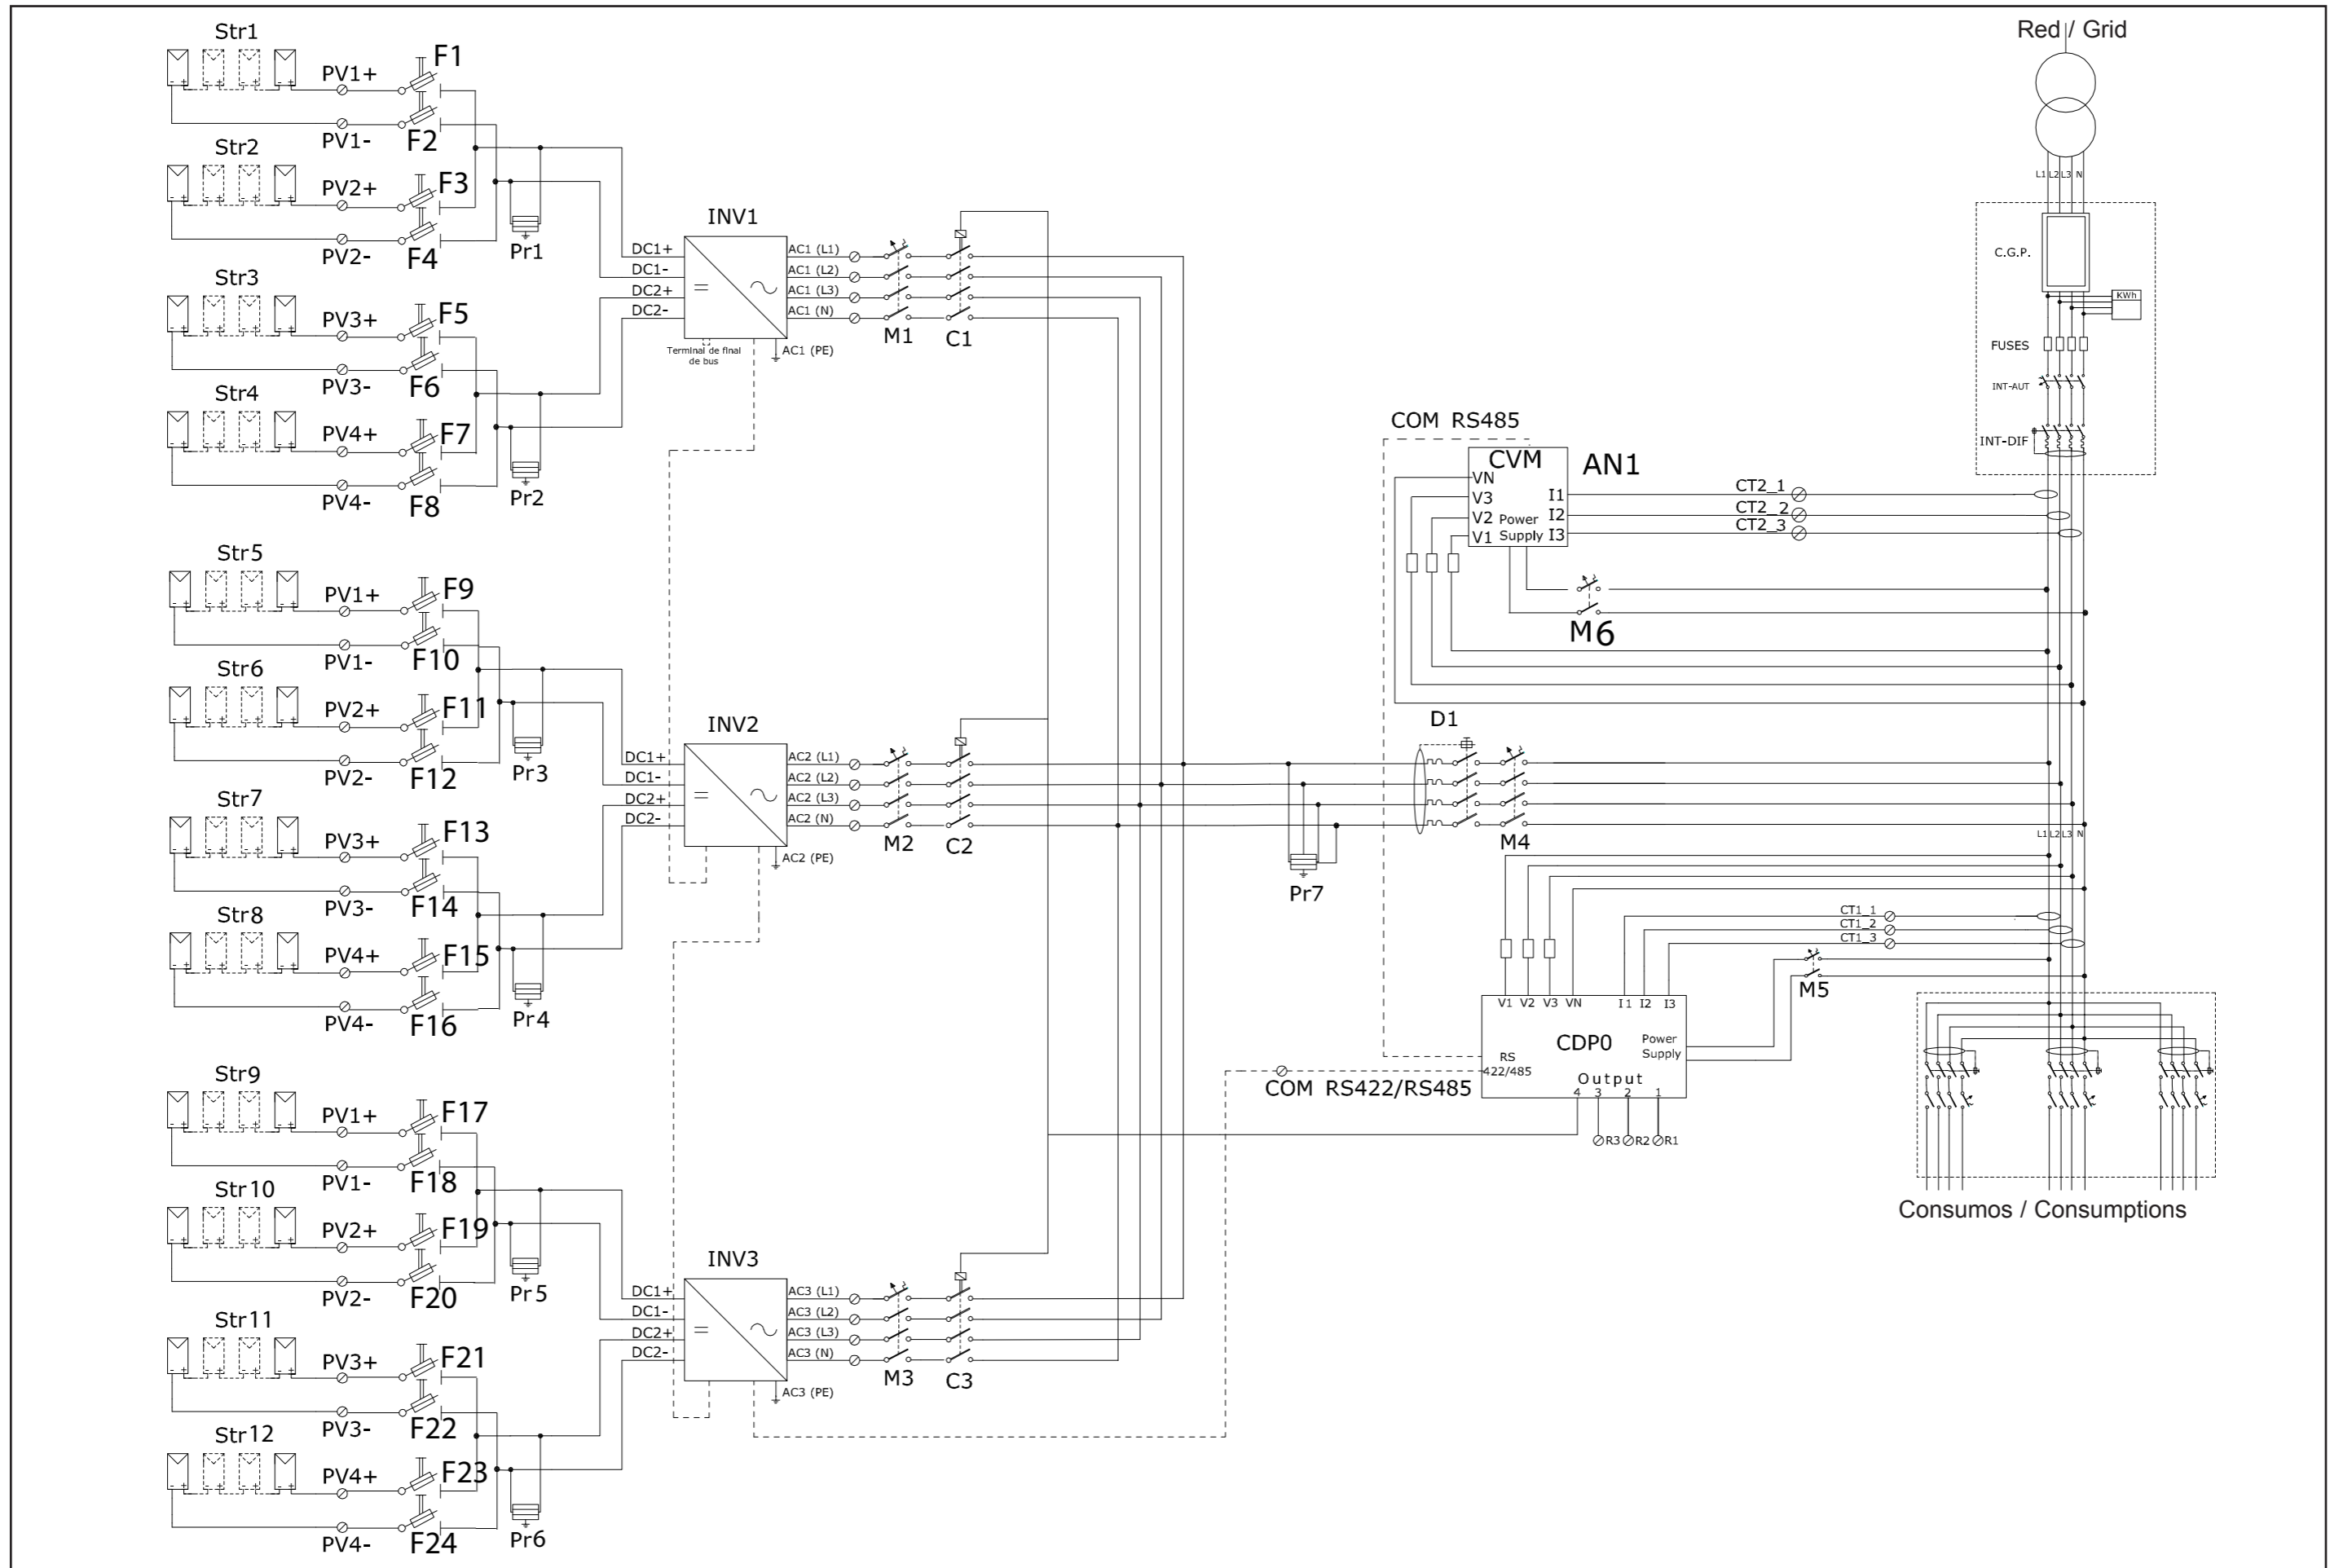 Str1
PV1+
F1
PV1-
F2
Str2
PV2+
F3
PV2-
F4
Pr1
Str3
PV3+
F5
PV3-
F6
Str4
PV4+
F7
PV4-
F8
Pr2
Str5
PV1+
F9
PV1-
F10
Str6
PV2+
F11
PV2-
F12
Pr3
Str7
PV3+
F13
PV3-
F14
Str8
PV4+
F15
PV4-
F16
Pr4
Str9
PV1+
F17
PV1-
F18
Str10
PV2+
F19
PV2-
F20
Pr5
Str11
PV3+
F21
PV3-
F22
Str12
PV4+
F23
PV4-
F24
Pr6
INV1
DC1+
DC1-
DC2+
DC2-
AC1 (L1)
AC1 (L2)
AC1 (L3)
AC1 (N)
AC1 (PE)
Terminal de final
de bus
M1
C1
INV2
DC1+
DC1-
DC2+
DC2-
AC2 (L1)
AC2 (L2)
AC2 (L3)
AC2 (N)
AC2 (PE)
M2
C2
INV3
DC1+
DC1-
DC2+
DC2-
AC3 (L1)
AC3 (L2)
AC3 (L3)
AC3 (N)
AC3 (PE)
M3
C3
COM RS485
CVM
AN1
VN
V3
V2
V1
Power
Supply
I1
I2
I3
CT2_1
CT2_2
CT2_3
M6
D1
M4
Pr7
CT1_1
CT1_2
CT1_3
M5
V1 V2 V3 VN I1 I2 I3
CDP0
Power
Supply
RS
422/485
Output
4 3 2 1
R3 R2 R1
COM RS422/RS485
Red / Grid
L1 L2 L3 N
C.G.P.
KWh
FUSES
INT-AUT
INT-DIF
L1 L2 L3 N
Consumos / Consumptions